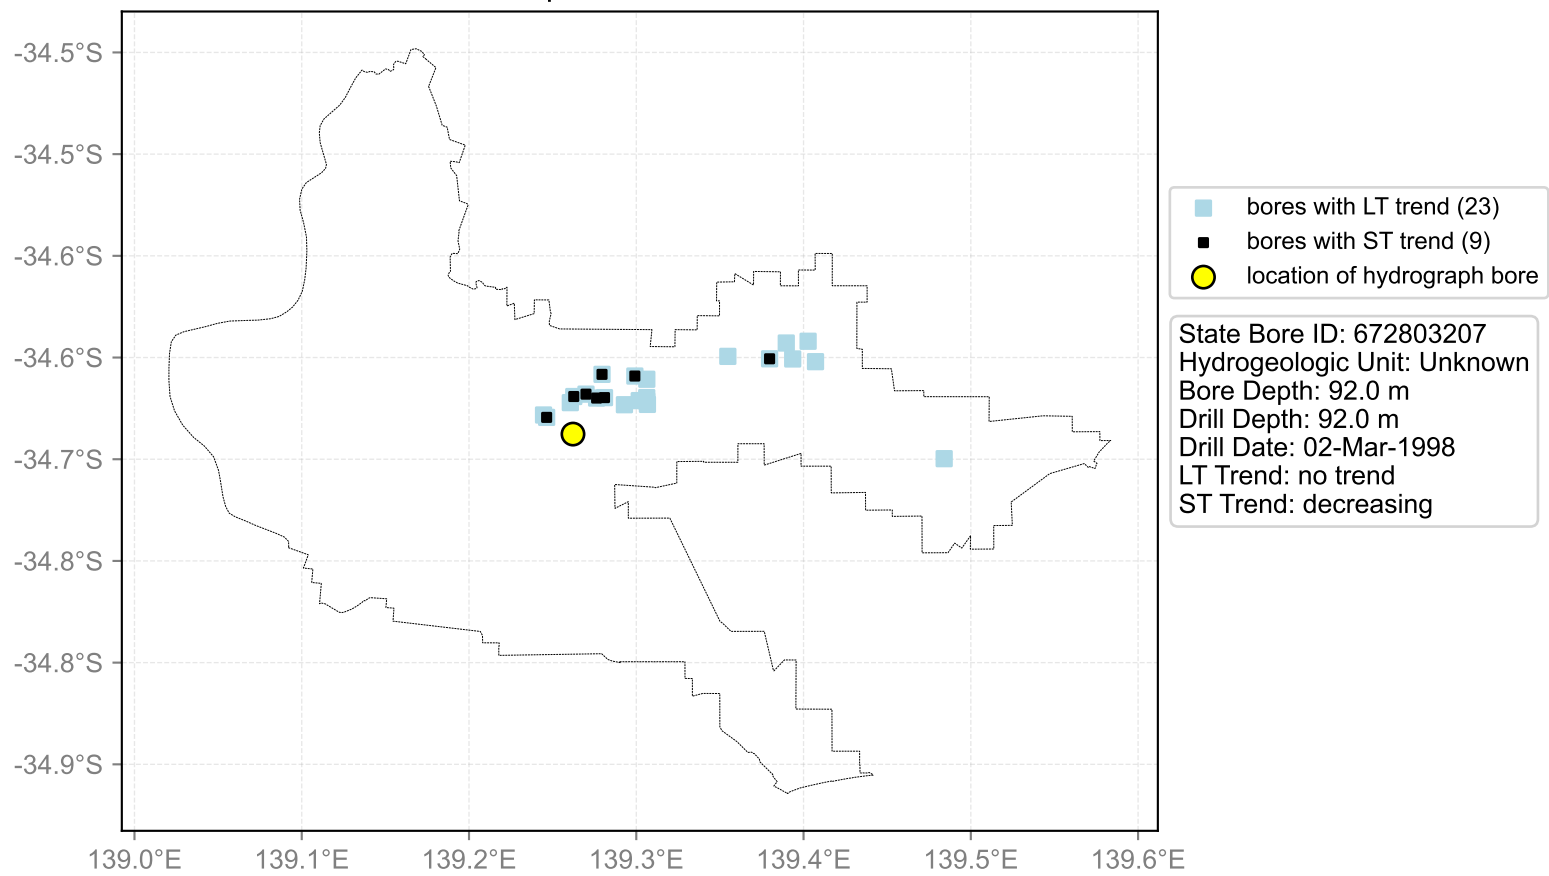 -34.5°S
-34.5°S
-34.6°S
-34.6°S
-34.7°S
-34.8°S
-34.8°S
-34.9°S
139.0°E
139.1°E
139.2°E
139.3°E
139.4°E
139.5°E
139.6°E
bores with LT trend (23)
bores with ST trend (9)
location of hydrograph bore
State Bore ID: 672803207
Hydrogeologic Unit: Unknown
Bore Depth: 92.0 m
Drill Depth: 92.0 m
Drill Date: 02-Mar-1998
LT Trend: no trend
ST Trend: decreasing